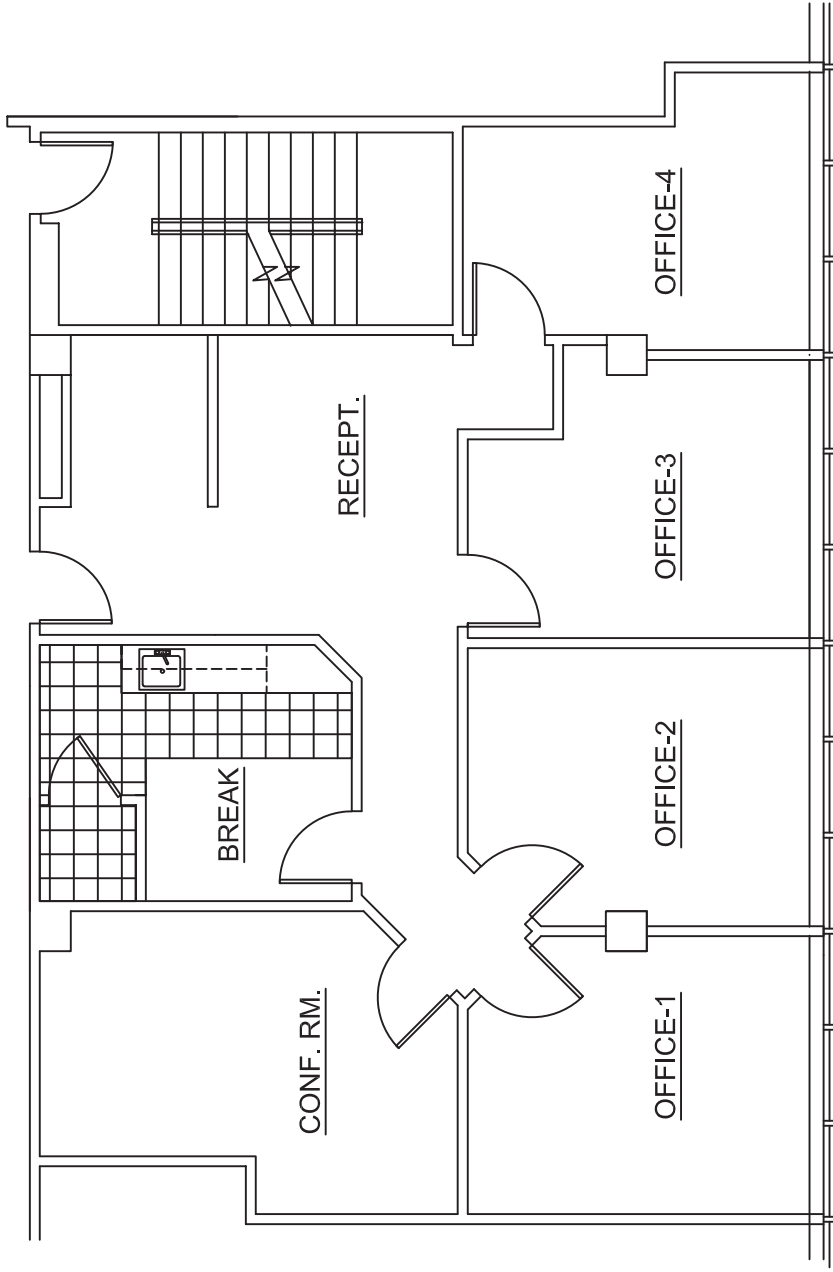 OFFICE-1
OFFICE-2
OFFICE-3
OFFICE-4
CONF. RM.
BREAK
RECEPT.